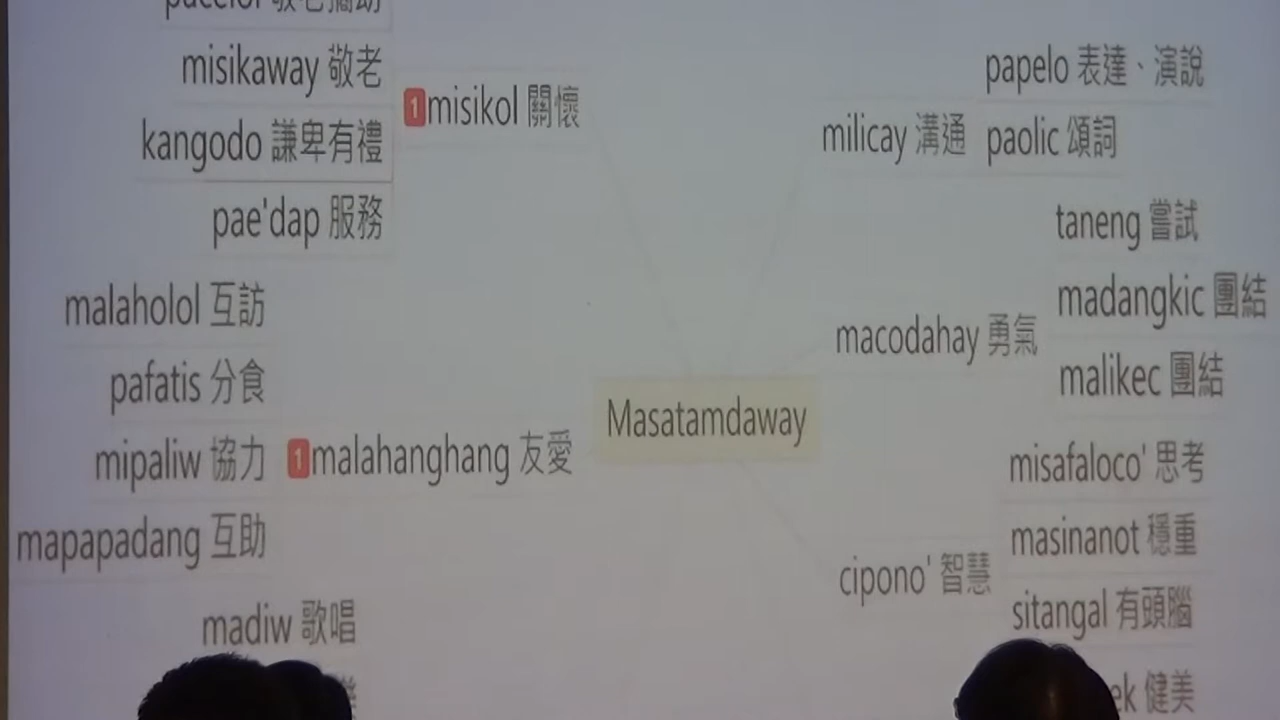 misikaway 敬老
kangodo 謙卑有禮
pae'dap 服務
1 misikol 關懷
malaholol 互訪
pafatis 分食
mipaliw 協力
mapapadang 互助
1 malahanghang 友愛
madiw 歌唱
Masatamdaway
papelo 表達、演說
milicay 溝通
paolic 頌詞
taneng 嘗試
madangkic 團結
macodahay 勇氣
malikec 團結
misafaloco' 思考
masinanot 穩重
cipono' 智慧
sitangal 有頭腦
健美